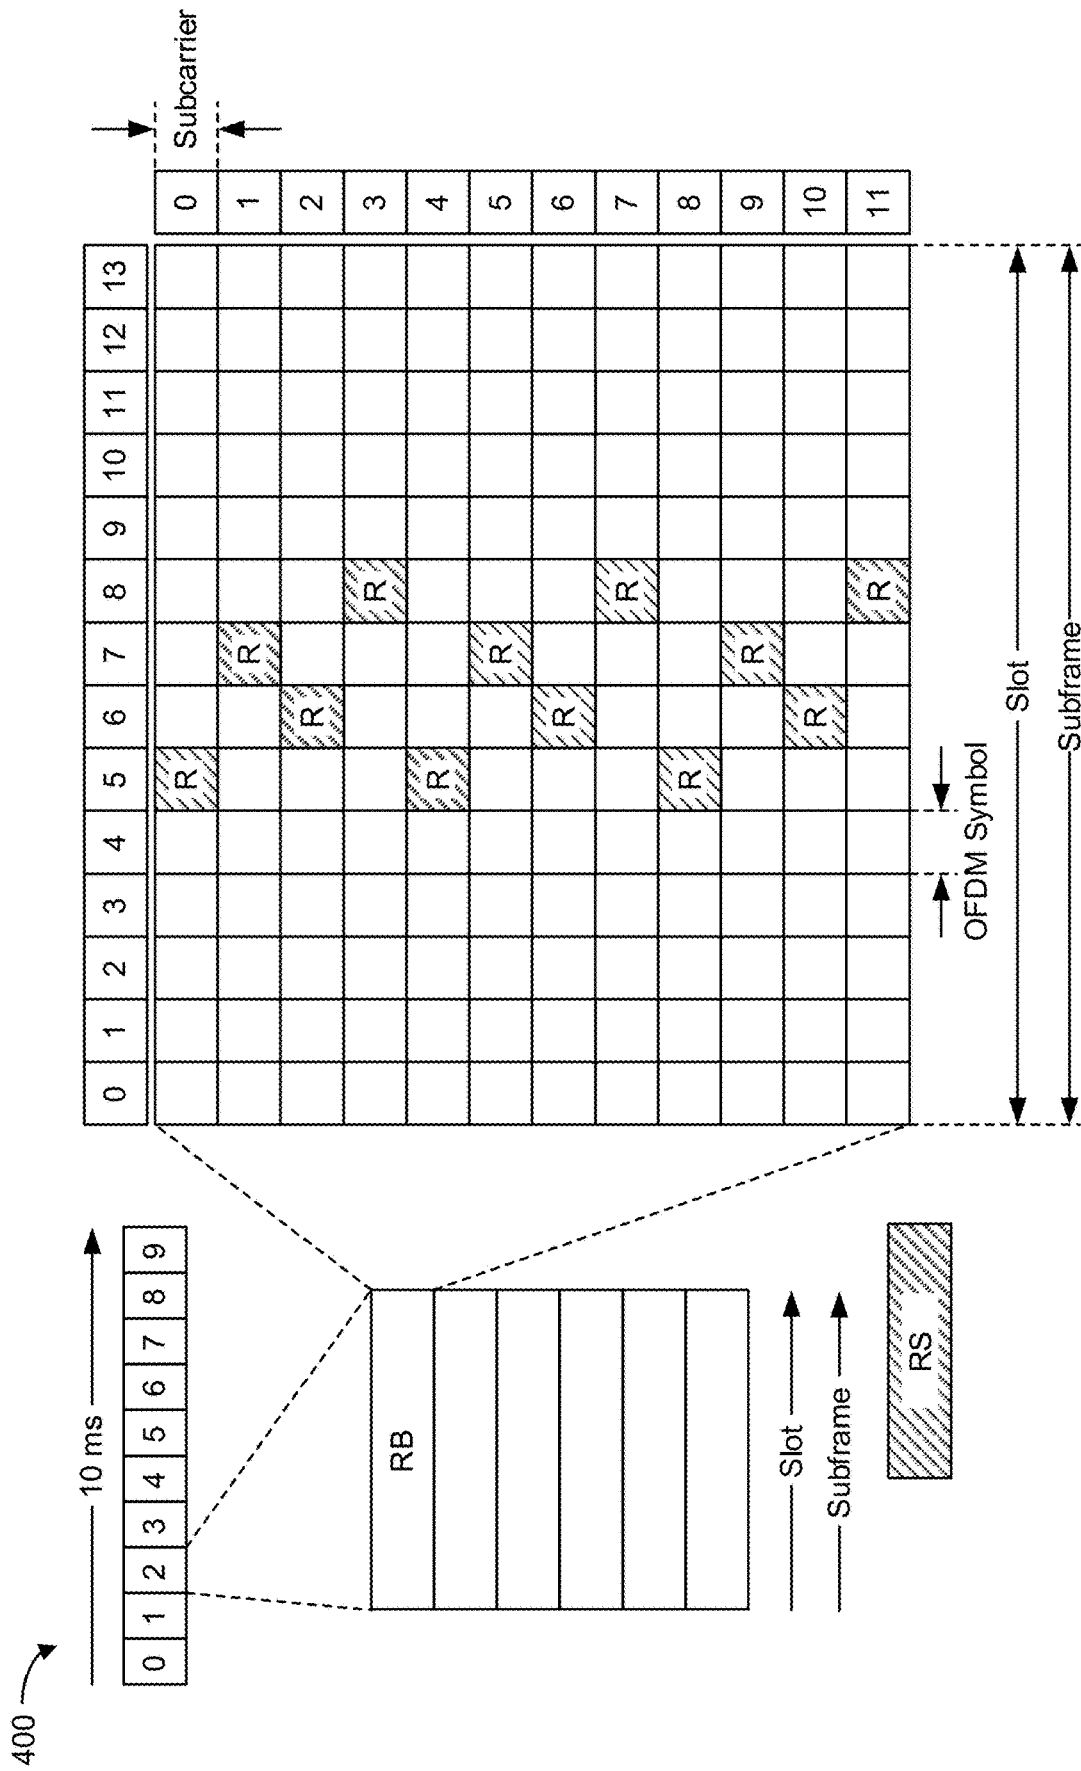 400
10 ms
0 1 2 3 4 5 6 7 8 9
RB
Slot
Subframe
RS
0 1 2 3 4 5 6 7 8 9 10 11 12 13
Subcarrier
R 0
R 1
R 2
R 3
R 4
R 5
R 6
R 7
R 8
R 9
R 10
R 11
OFDM Symbol
Slot
Subframe